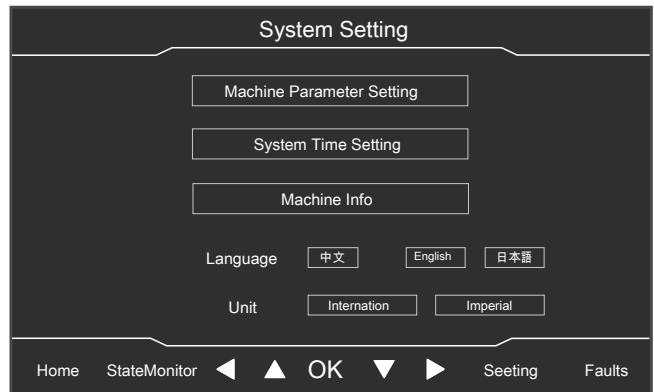 System Setting
Machine Parameter Setting
System Time Setting
Machine Info
Language 中文 English 日本語
Unit Internation Imperial
Home StateMonitor OK Seeting Faults